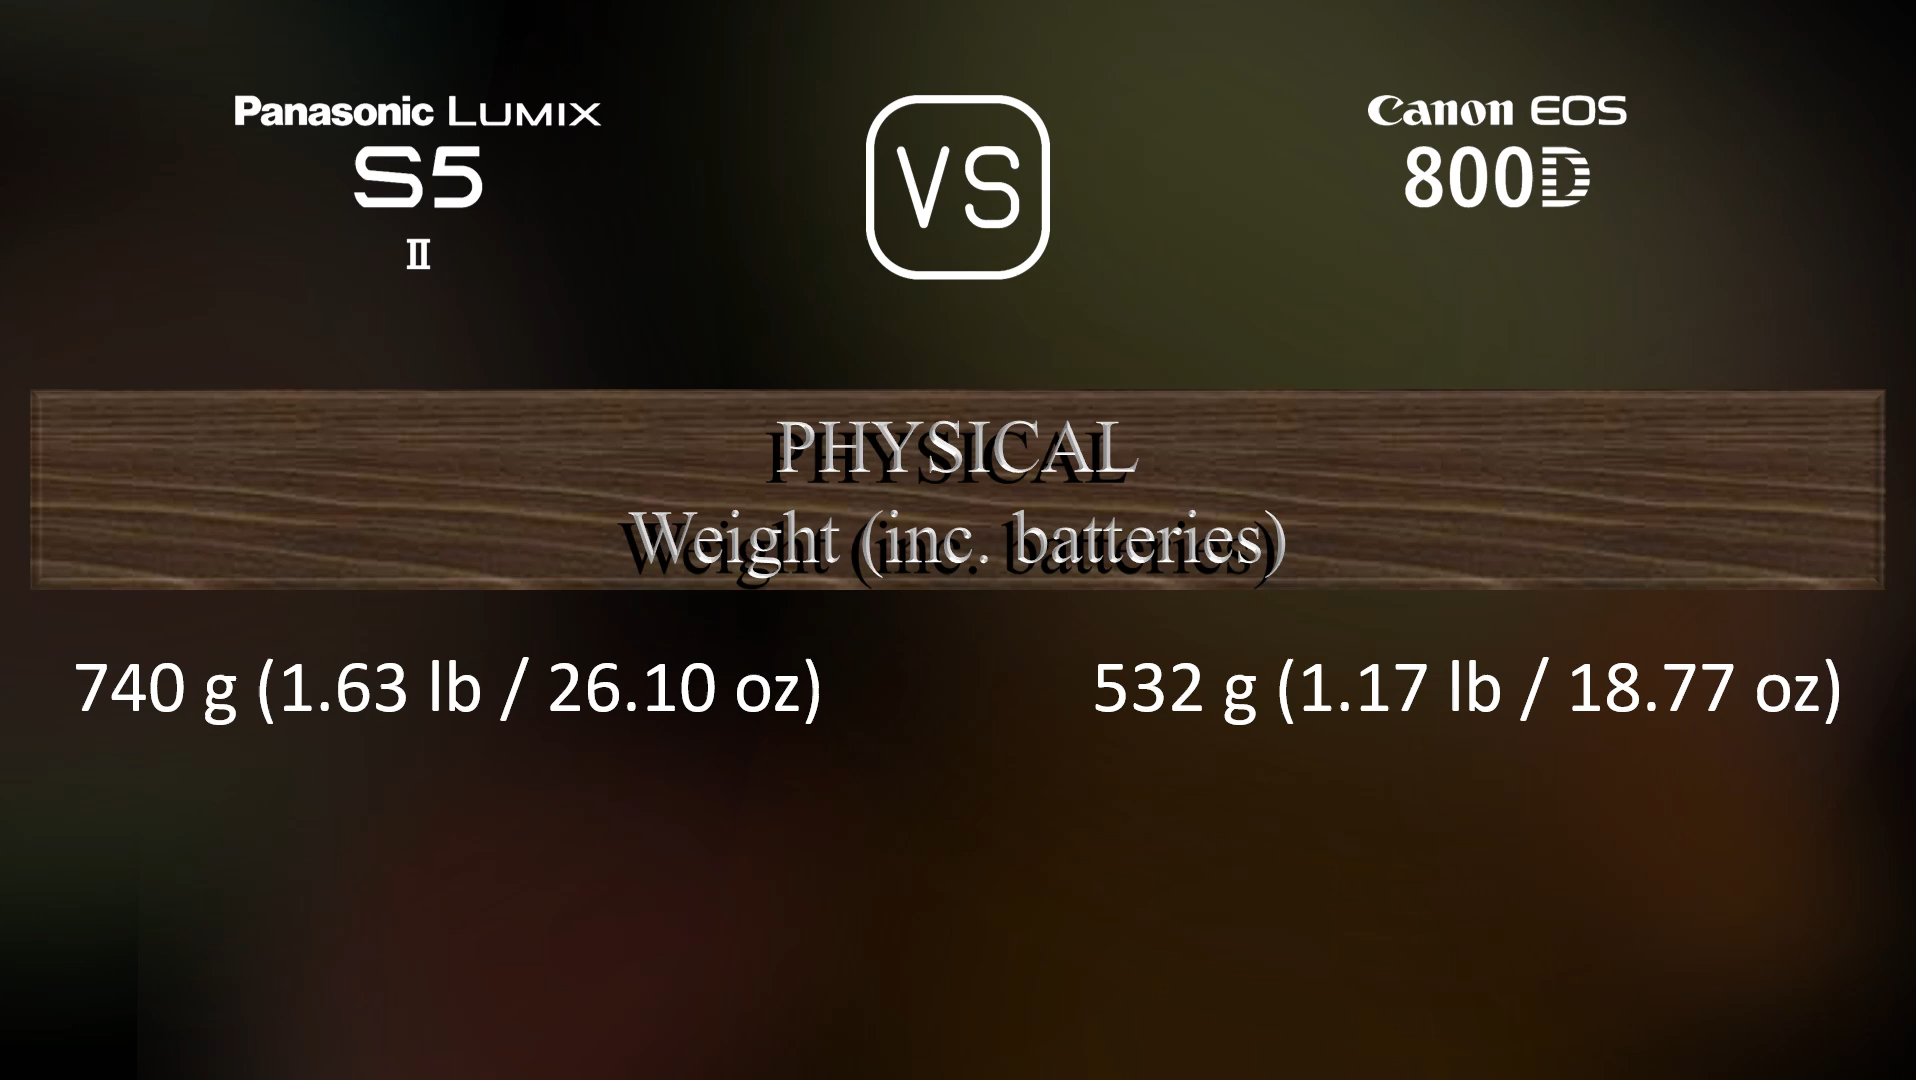 Panasonic LUMIX
S5
II
VS
Canon EOS
800D
PHYSICAL
Weight (inc. batteries)
740 g (1.63 lb / 26.10 oz)
532 g (1.17 lb / 18.77 oz)